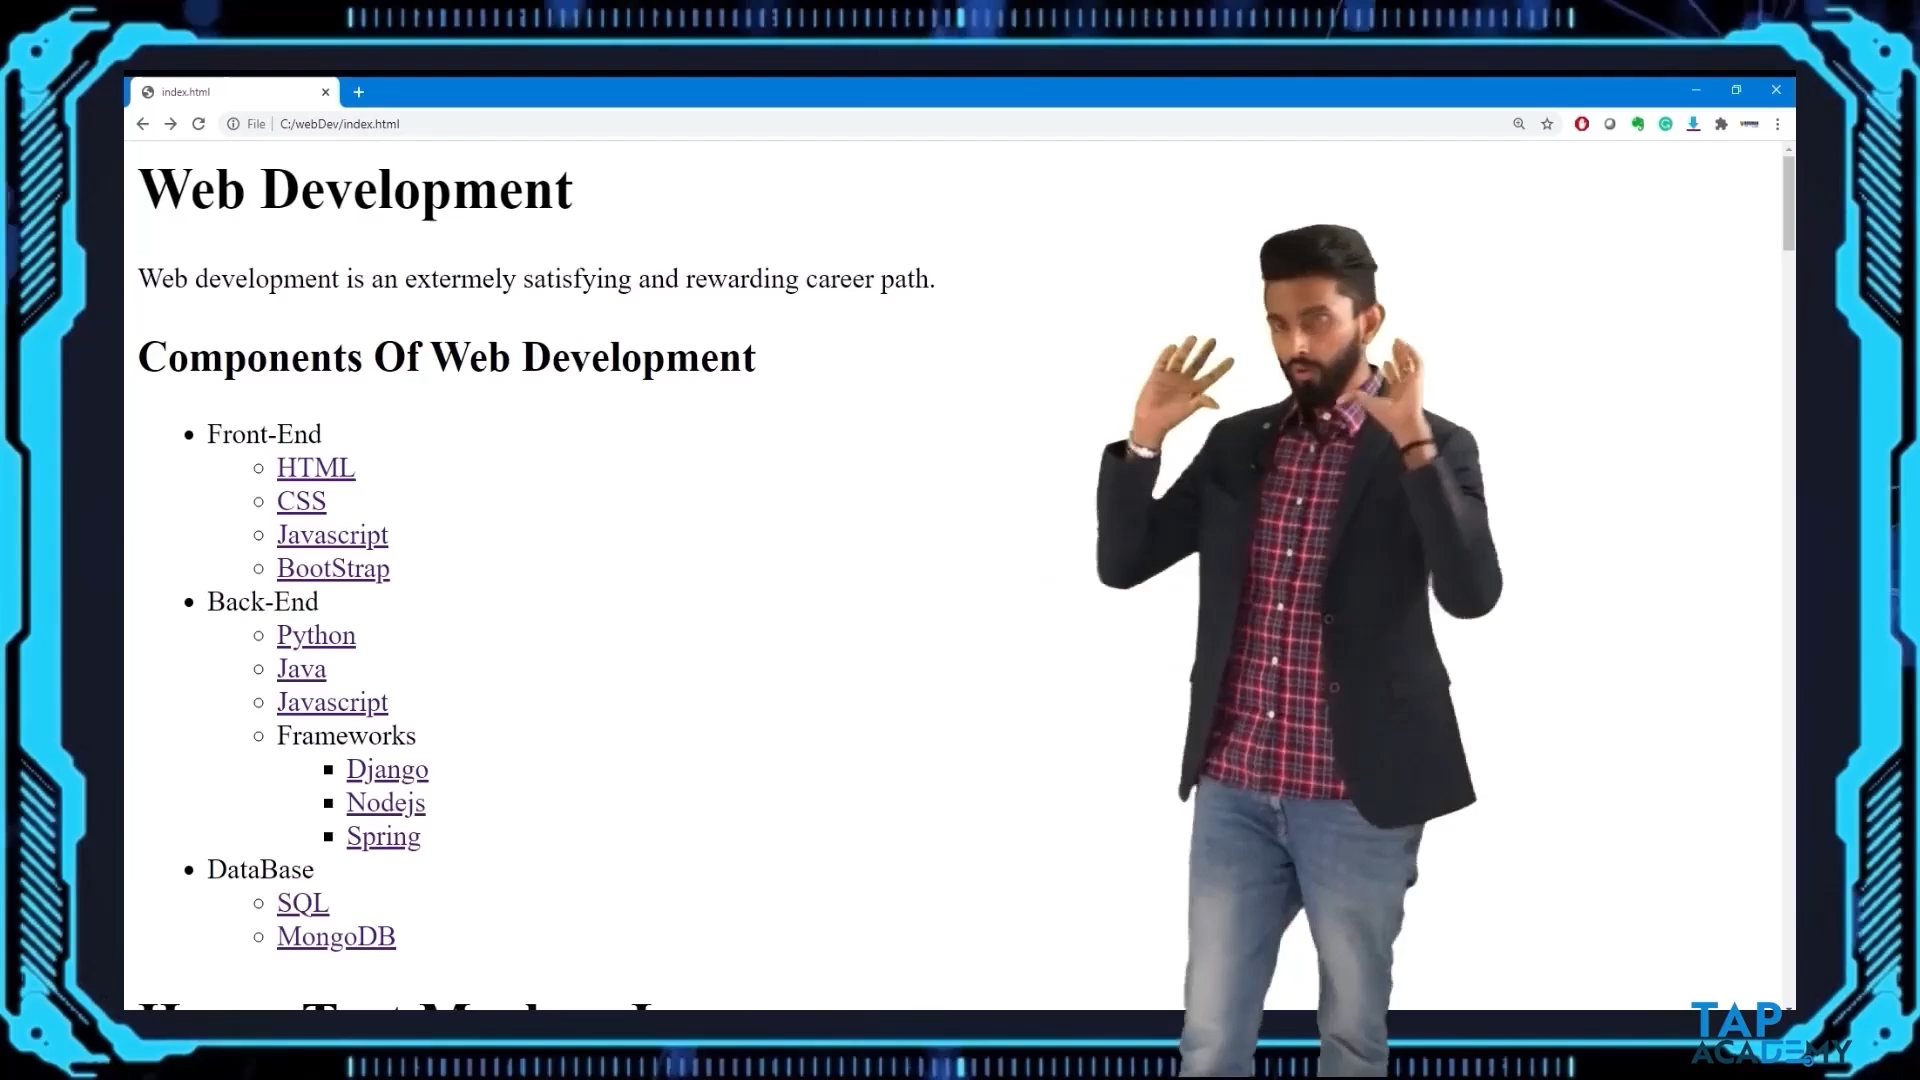 index.html
File
C:/webDev/index.html
Web Development
Web development is an extermely satisfying and rewarding career path.
Components Of Web Development
Front-End
HTML
CSS
Javascript
BootStrap
Back-End
Python
Java
Javascript
Frameworks
Django
Nodejs
Spring
DataBase
SQL
MongoDB
TAP
ACADEMY